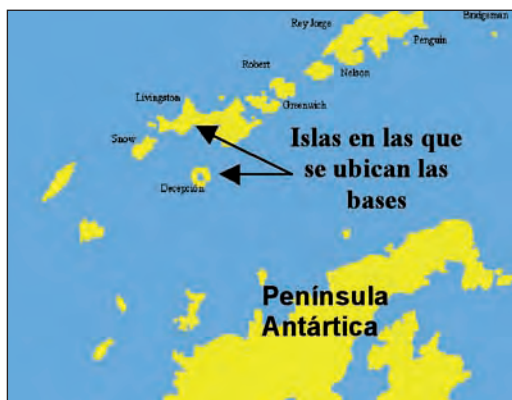 Rey Jorge
Bridgeman
Penguin
Robert
Nelson
Livingston
Greenwich
Snow
Islas en las que
se ubican las
bases
Decepción
Península
Antártica